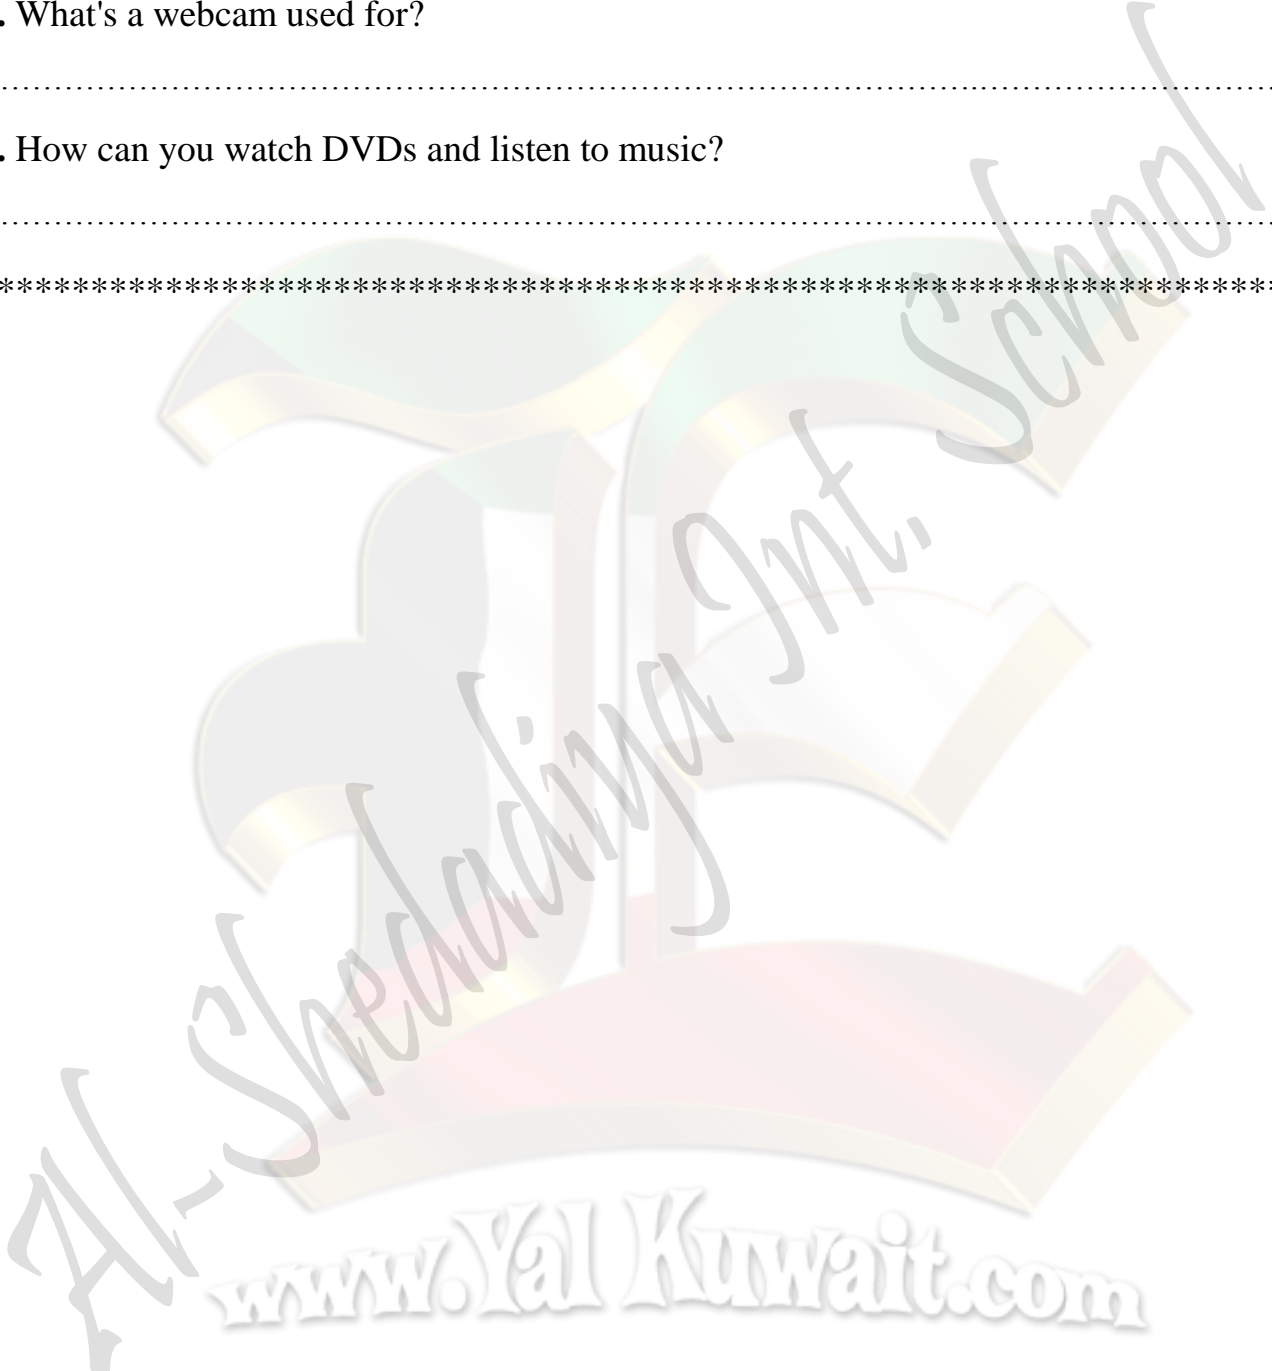 . What's a webcam used for?
..........................................................................................................................
. How can you watch DVDs and listen to music?
..........................................................................................................................
*********************************************************************
Al-Shedadiya Int. School
www.Yal Kuwait.com